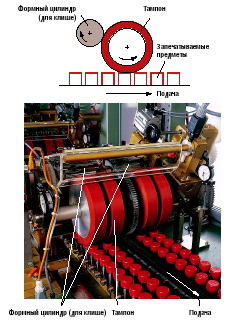 Формный цилиндр
(для клише)
Тампон
Запечатываемые
предметы
Подача
Формный цилиндр (для клише)
Тампон
Подача